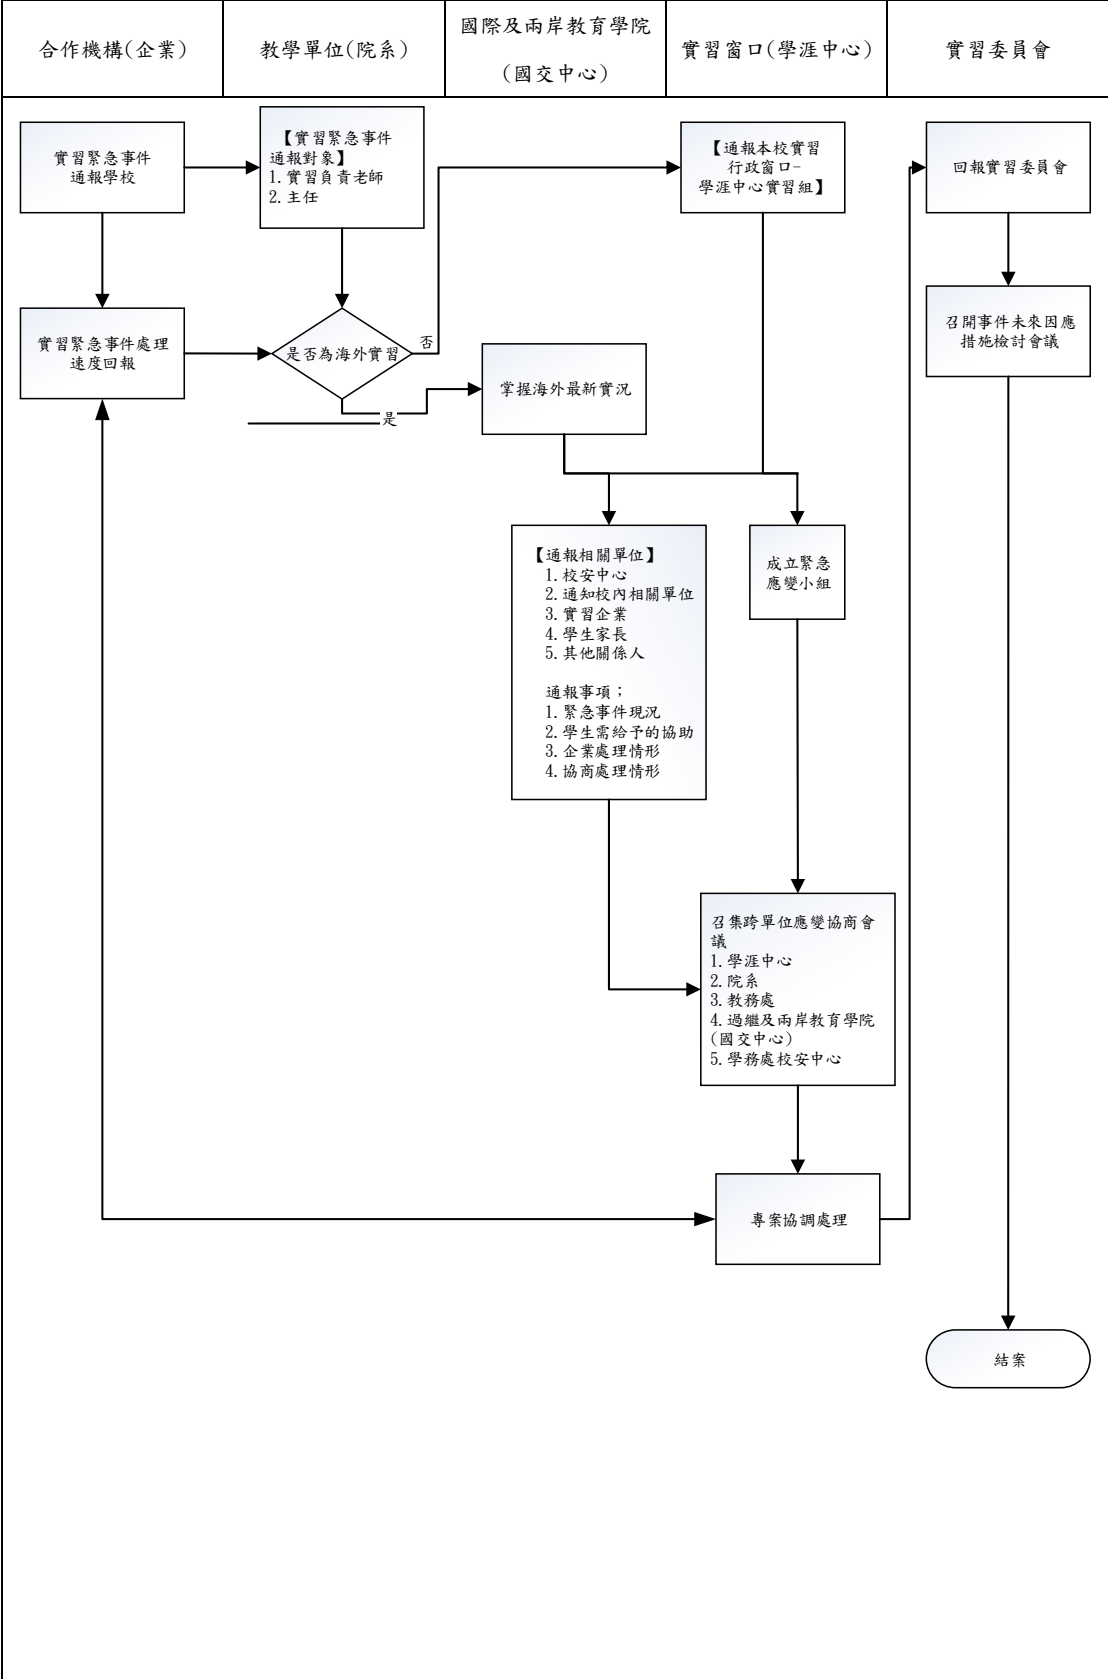 合作機構(企業)
教學單位(院系)
國際及兩岸教育學院
(國交中心)
實習窗口(學涯中心)
實習委員會
實習緊急事件
通報學校
【實習緊急事件
通報對象】
1.實習負責老師
2.主任
【通報本校實習
行政窗口-
學涯中心實習組】
回報實習委員會
實習緊急事件處理
速度回報
是否為海外實習
否
是
掌握海外最新實況
召開事件未來因應
措施檢討會議
【通報相關單位】
1.校安中心
2.通知校內相關單位
3.實習企業
4.學生家長
5.其他關係人
通報事項；
1.緊急事件現況
2.學生需給予的協助
3.企業處理情形
4.協商處理情形
成立緊急
應變小組
召集跨單位應變協商會
議
1.學涯中心
2.院系
3.教務處
4.過繼及兩岸教育學院
(國交中心)
5.學務處校安中心
專案協調處理
結案